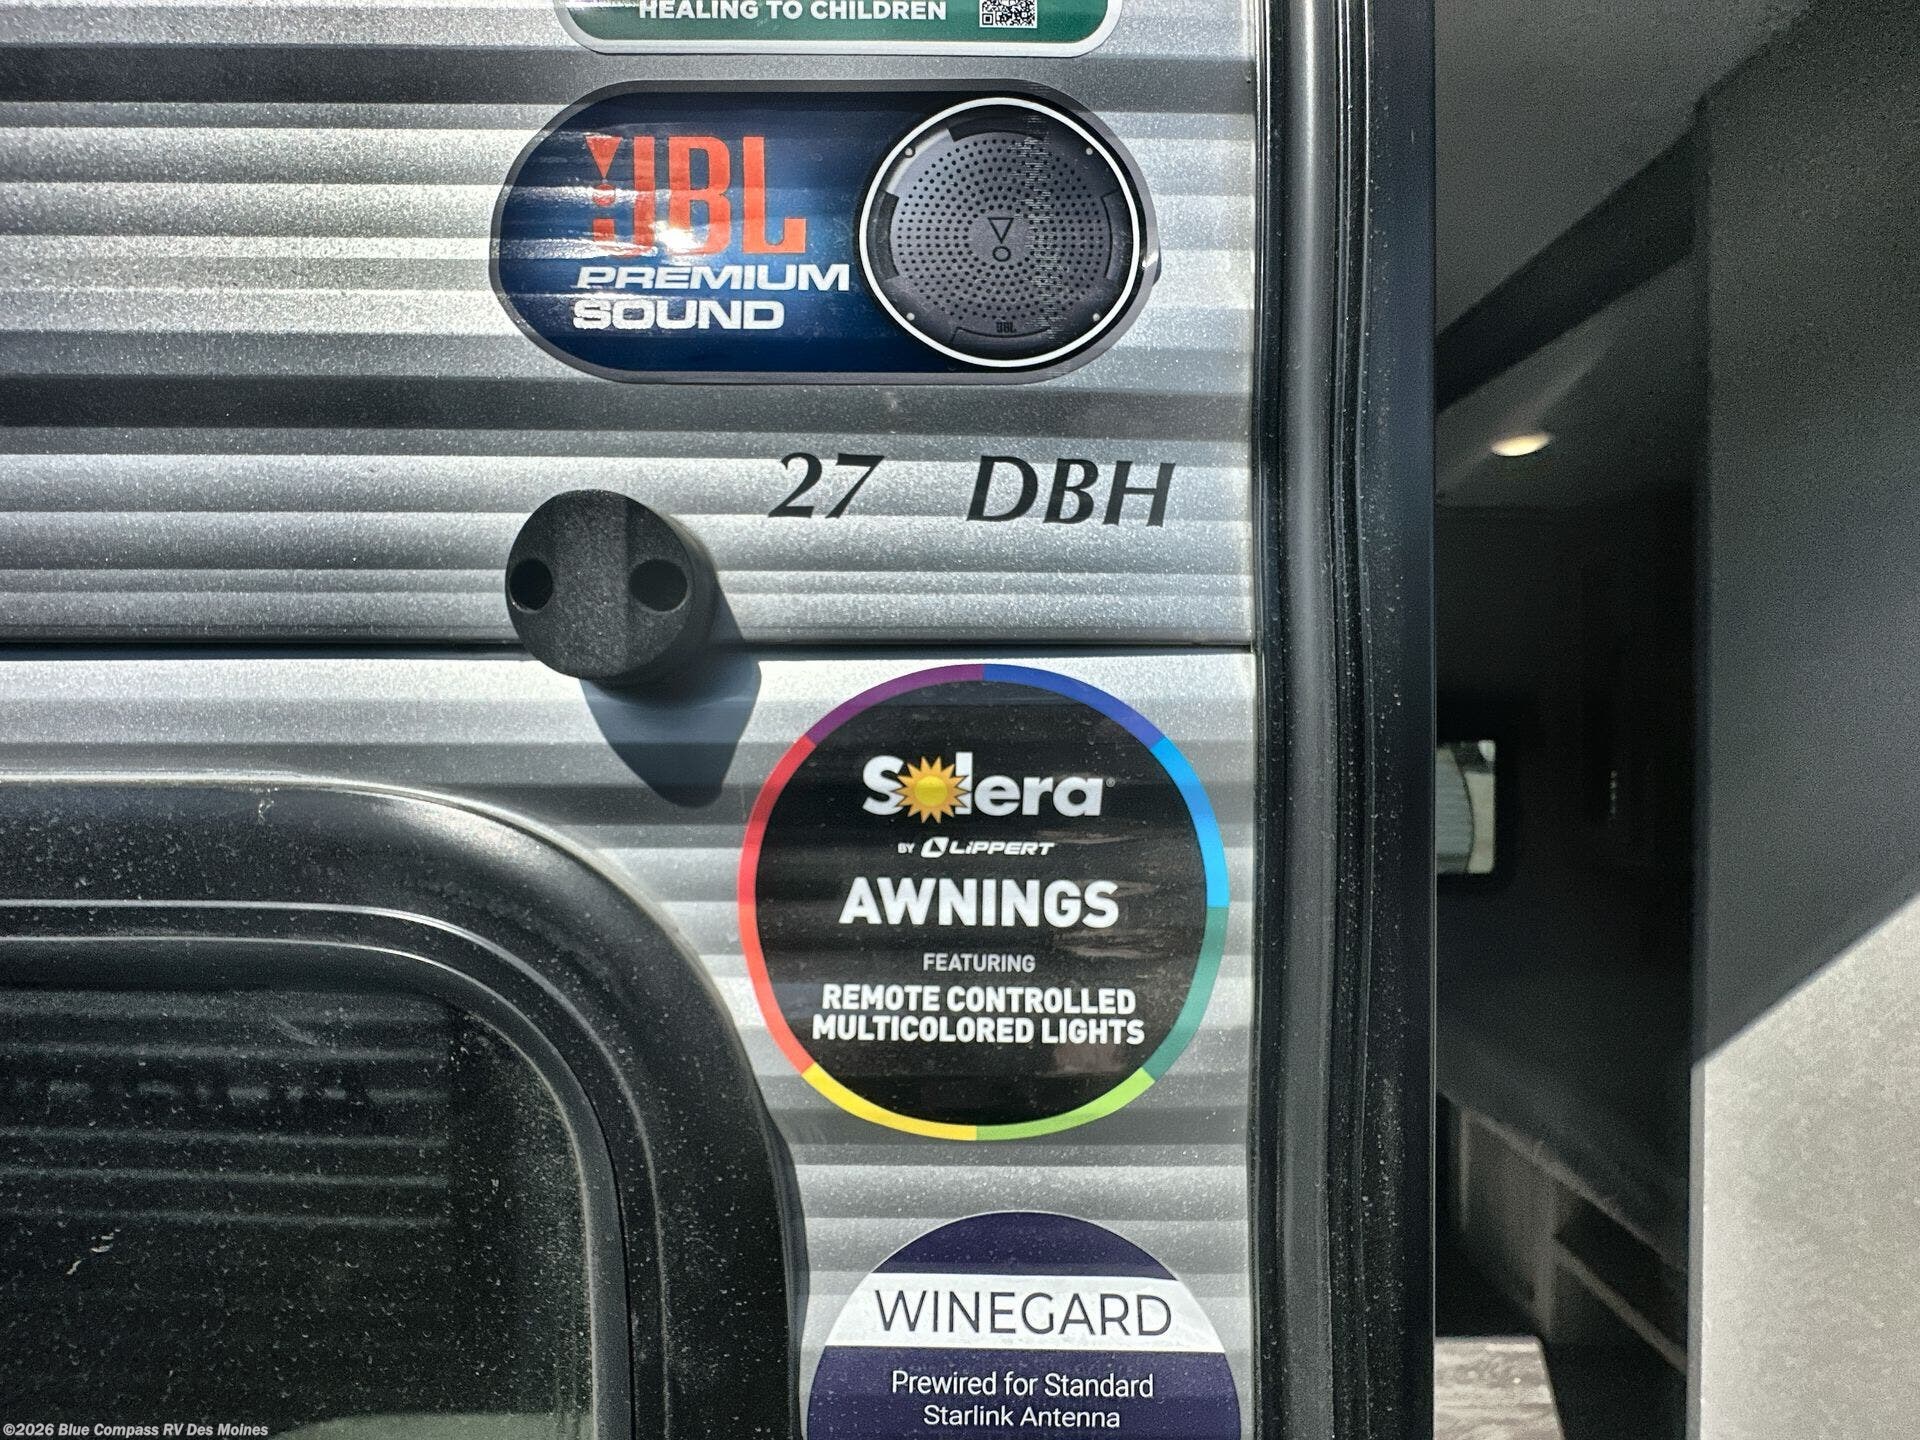 HEALING TO CHILDREN
JBL
PREMIUM
SOUND
JBL
27 DBH
Solera®
BY LIPPERT
AWNINGS
FEATURING
REMOTE CONTROLLED
MULTICOLORED LIGHTS
WINEGARD
Prewired for Standard
Starlink Antenna
©2026 Blue Compass RV Des Moines